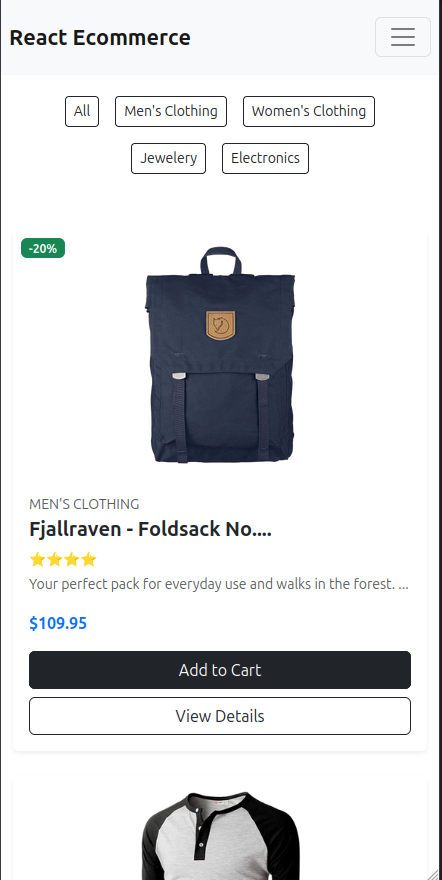 React Ecommerce
All Men's Clothing Women's Clothing
Jewelery Electronics
-20%
MEN'S CLOTHING
Fjallraven - Foldsack No....
⭐⭐⭐⭐
Your perfect pack for everyday use and walks in the forest. ...
$109.95
Add to Cart
View Details